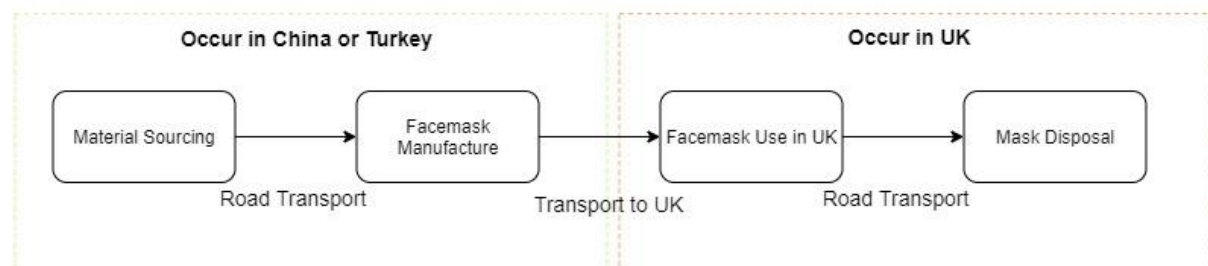 Occur in China or Turkey
Occur in UK
Material Sourcing
Facemask
Manufacture
Facemask Use in UK
Mask Disposal
Road Transport
Transport to UK
Road Transport